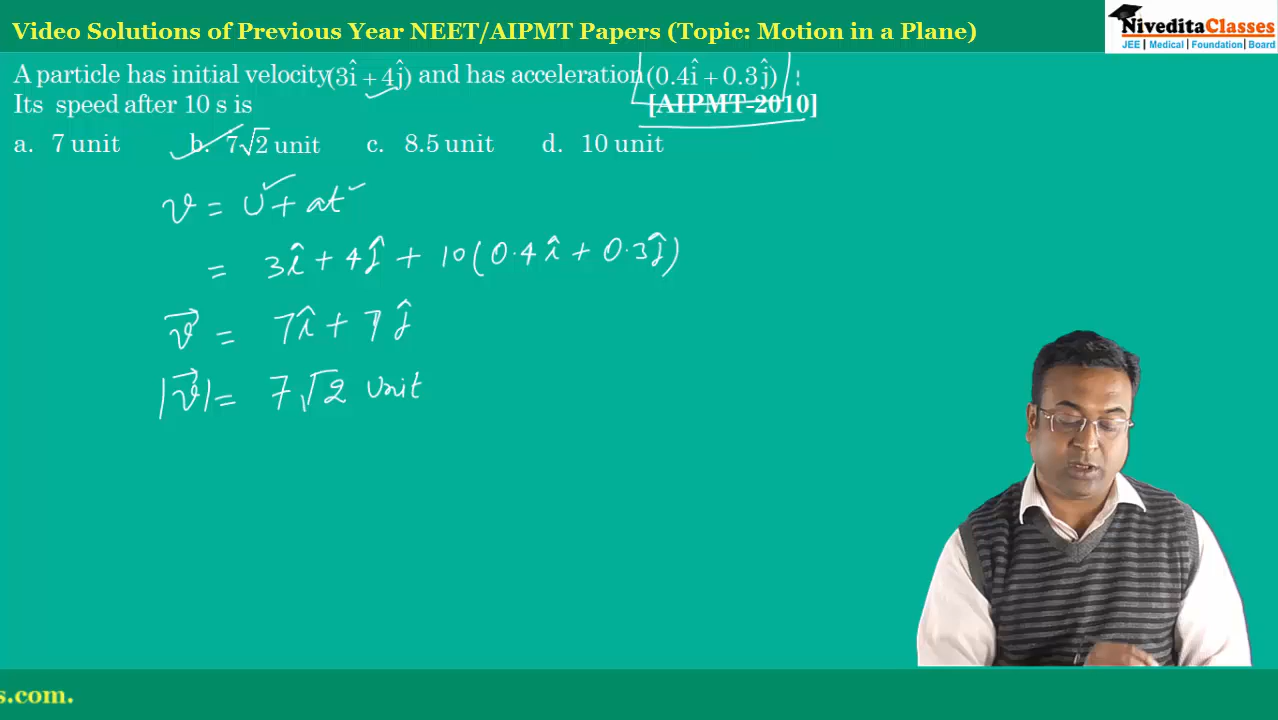 Video Solutions of Previous Year NEET/AIPMT Papers (Topic: Motion in a Plane)
NiveditaClasses
JEE | Medical | Foundation | Board
A particle has initial velocity(3î + 4ĵ) and has acceleration(0.4î + 0.3ĵ) :
Its speed after 10 s is [AIPMT-2010]
a. 7 unit b. 7√2 unit c. 8.5 unit d. 10 unit
v = u + at
= 3î + 4ĵ + 10(0.4î + 0.3ĵ)
v⃗ = 7î + 7ĵ
|v⃗| = 7√2 unit
s.com.